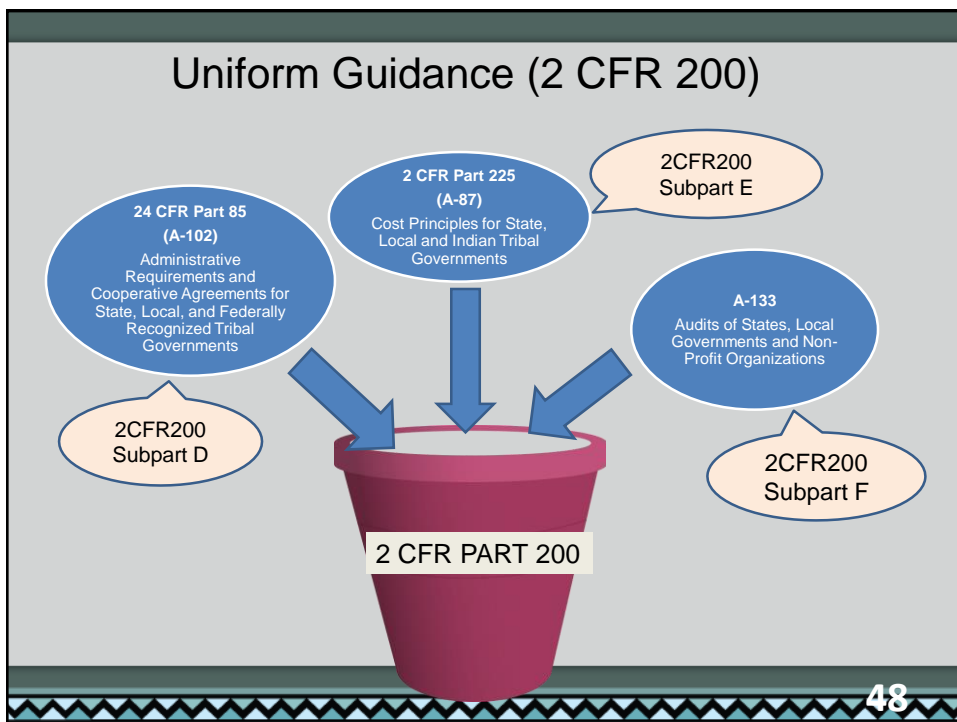 Uniform Guidance (2 CFR 200)
24 CFR Part 85
(A-102)
Administrative
Requirements and
Cooperative Agreements for
State, Local, and Federally
Recognized Tribal
Governments
2CFR200
Subpart D
2 CFR Part 225
(A-87)
Cost Principles for State,
Local and Indian Tribal
Governments
2CFR200
Subpart E
A-133
Audits of States, Local
Governments and Non-
Profit Organizations
2CFR200
Subpart F
2 CFR PART 200
48